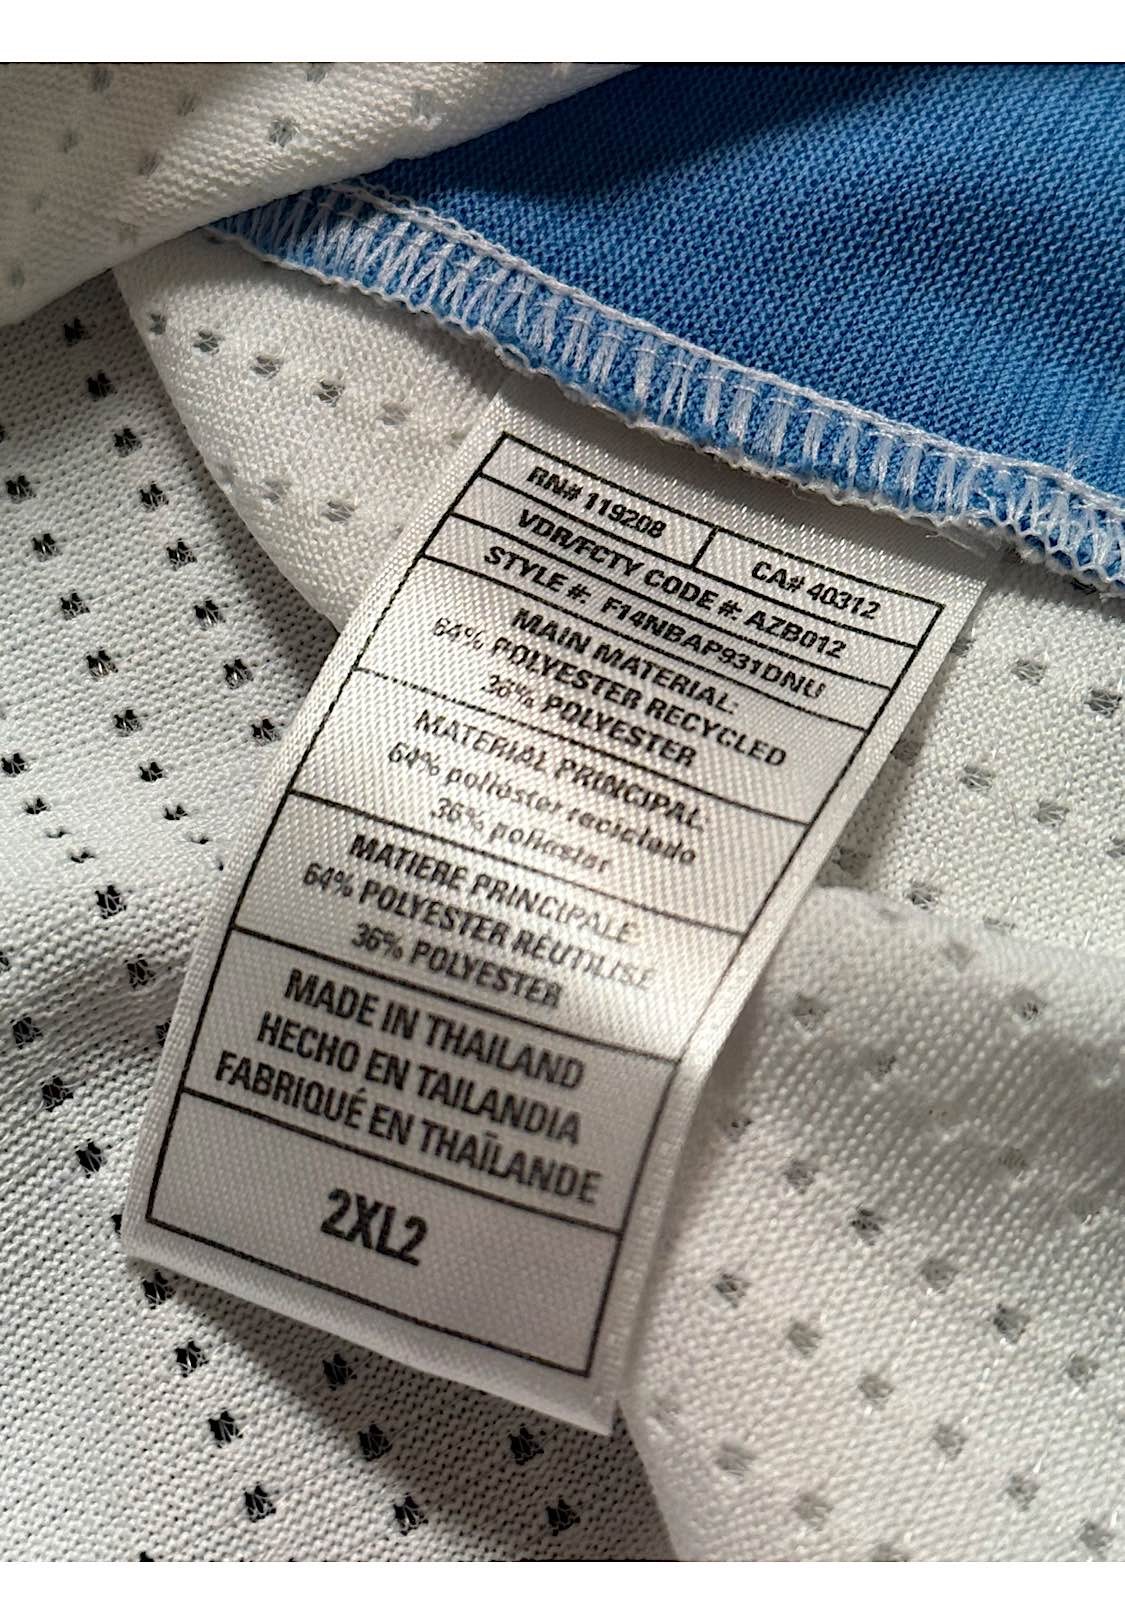 RN# 119208 CA# 40312
VDR/FCTY CODE #: AZB012
STYLE #: F14NBAP931DNU
MAIN MATERIAL:
64% POLYESTER RECYCLED
36% POLYESTER
MATERIAL PRINCIPAL:
64% poliéster reciclado
36% poliéster
MATIERE PRINCIPALE:
64% POLYESTER RÉUTILISÉ
36% POLYESTER
MADE IN THAILAND
HECHO EN TAILANDIA
FABRIQUÉ EN THAÏLANDE
2XL2